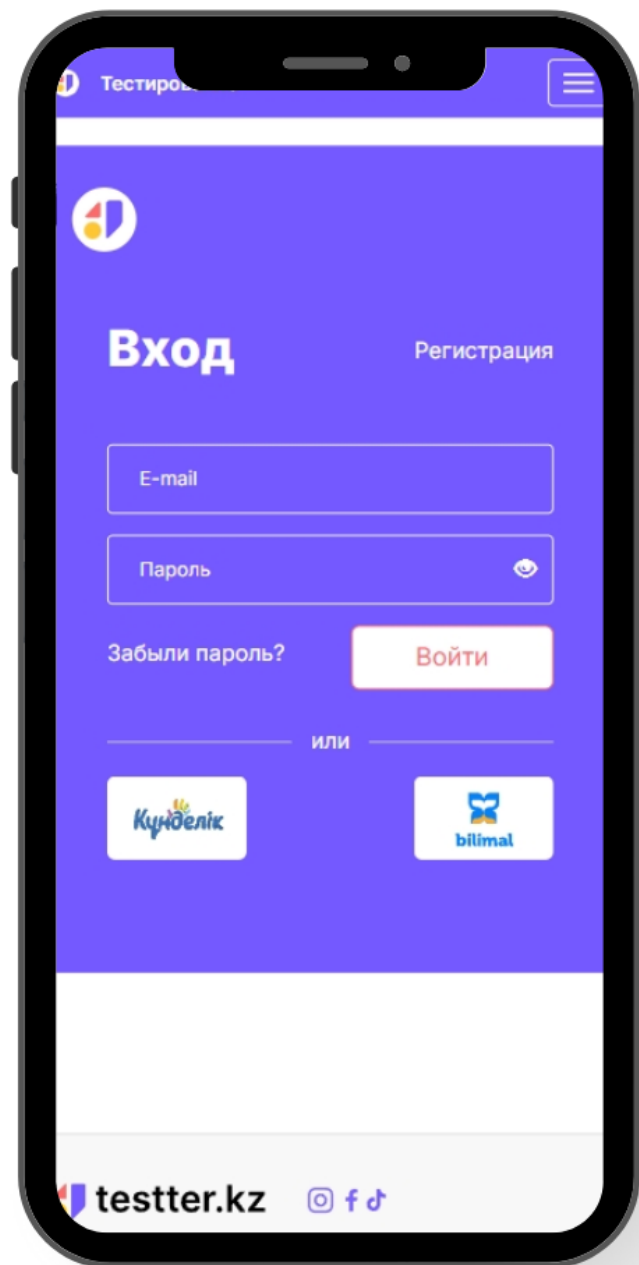 Вход
Регистрация
E-mail
Пароль
Забыли пароль?
Войти
или
Күнделік
bilimal
testter.kz